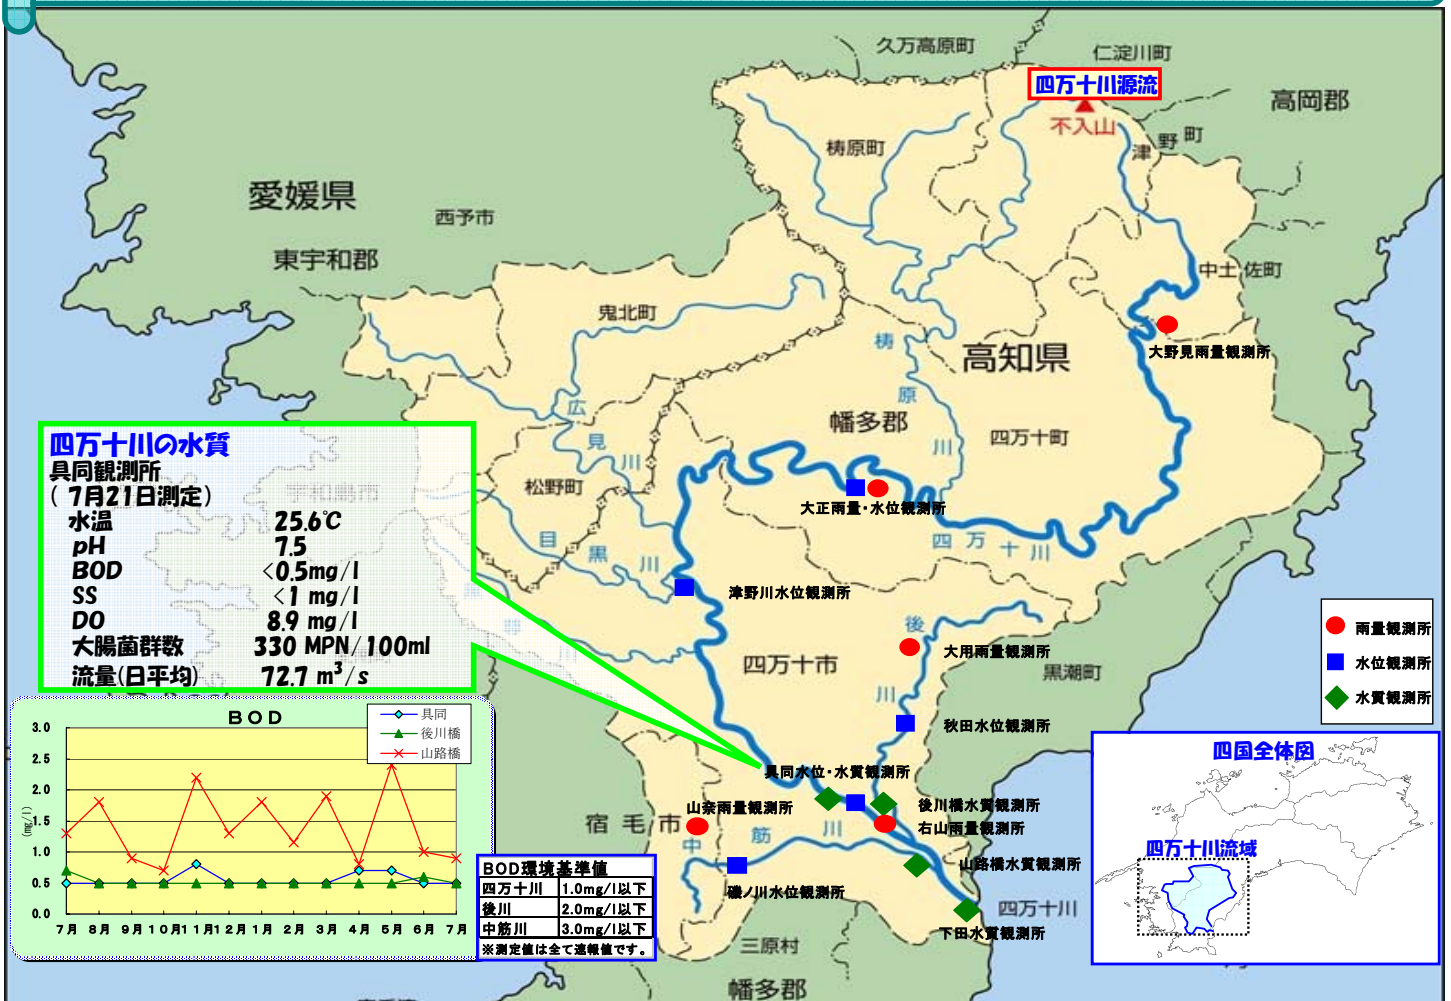 久万高原町
仁淀川町
四万十川源流
不入山
高岡郡
津野町
梼原町
愛媛県
西予市
東宇和郡
中土佐町
鬼北町
大野見雨量観測所
梼原川
高知県
広見川
幡多郡
四万十町
四万十川の水質
具同観測所
( 7月21日測定)
水温 25.6℃
pH 7.5
BOD <0.5mg/l
SS <1 mg/l
DO 8.9 mg/l
大腸菌群数 330 MPN/100ml
流量(日平均) 72.7 m³/s
宇和島市
松野町
大正雨量・水位観測所
四万十川
目黒川
津野川水位観測所
後川
大用雨量観測所
四万十市
黒潮町
雨量観測所
水位観測所
水質観測所
秋田水位観測所
具同水位・水質観測所
山奈雨量観測所
後川橋水質観測所
右山雨量観測所
宿毛市
中筋川
山路橋水質観測所
磯ノ川水位観測所
四万十川
下田水質観測所
三原村
幡多郡
四国全体図
四万十川流域
BOD
具同
後川橋
山路橋
(mg/l)
3.0
2.5
2.0
1.5
1.0
0.5
0.0
7月 8月 9月 10月 11月 12月 1月 2月 3月 4月 5月 6月 7月
BOD環境基準値
四万十川 1.0mg/l以下
後川 2.0mg/l以下
中筋川 3.0mg/l以下
※測定値は全て速報値です。